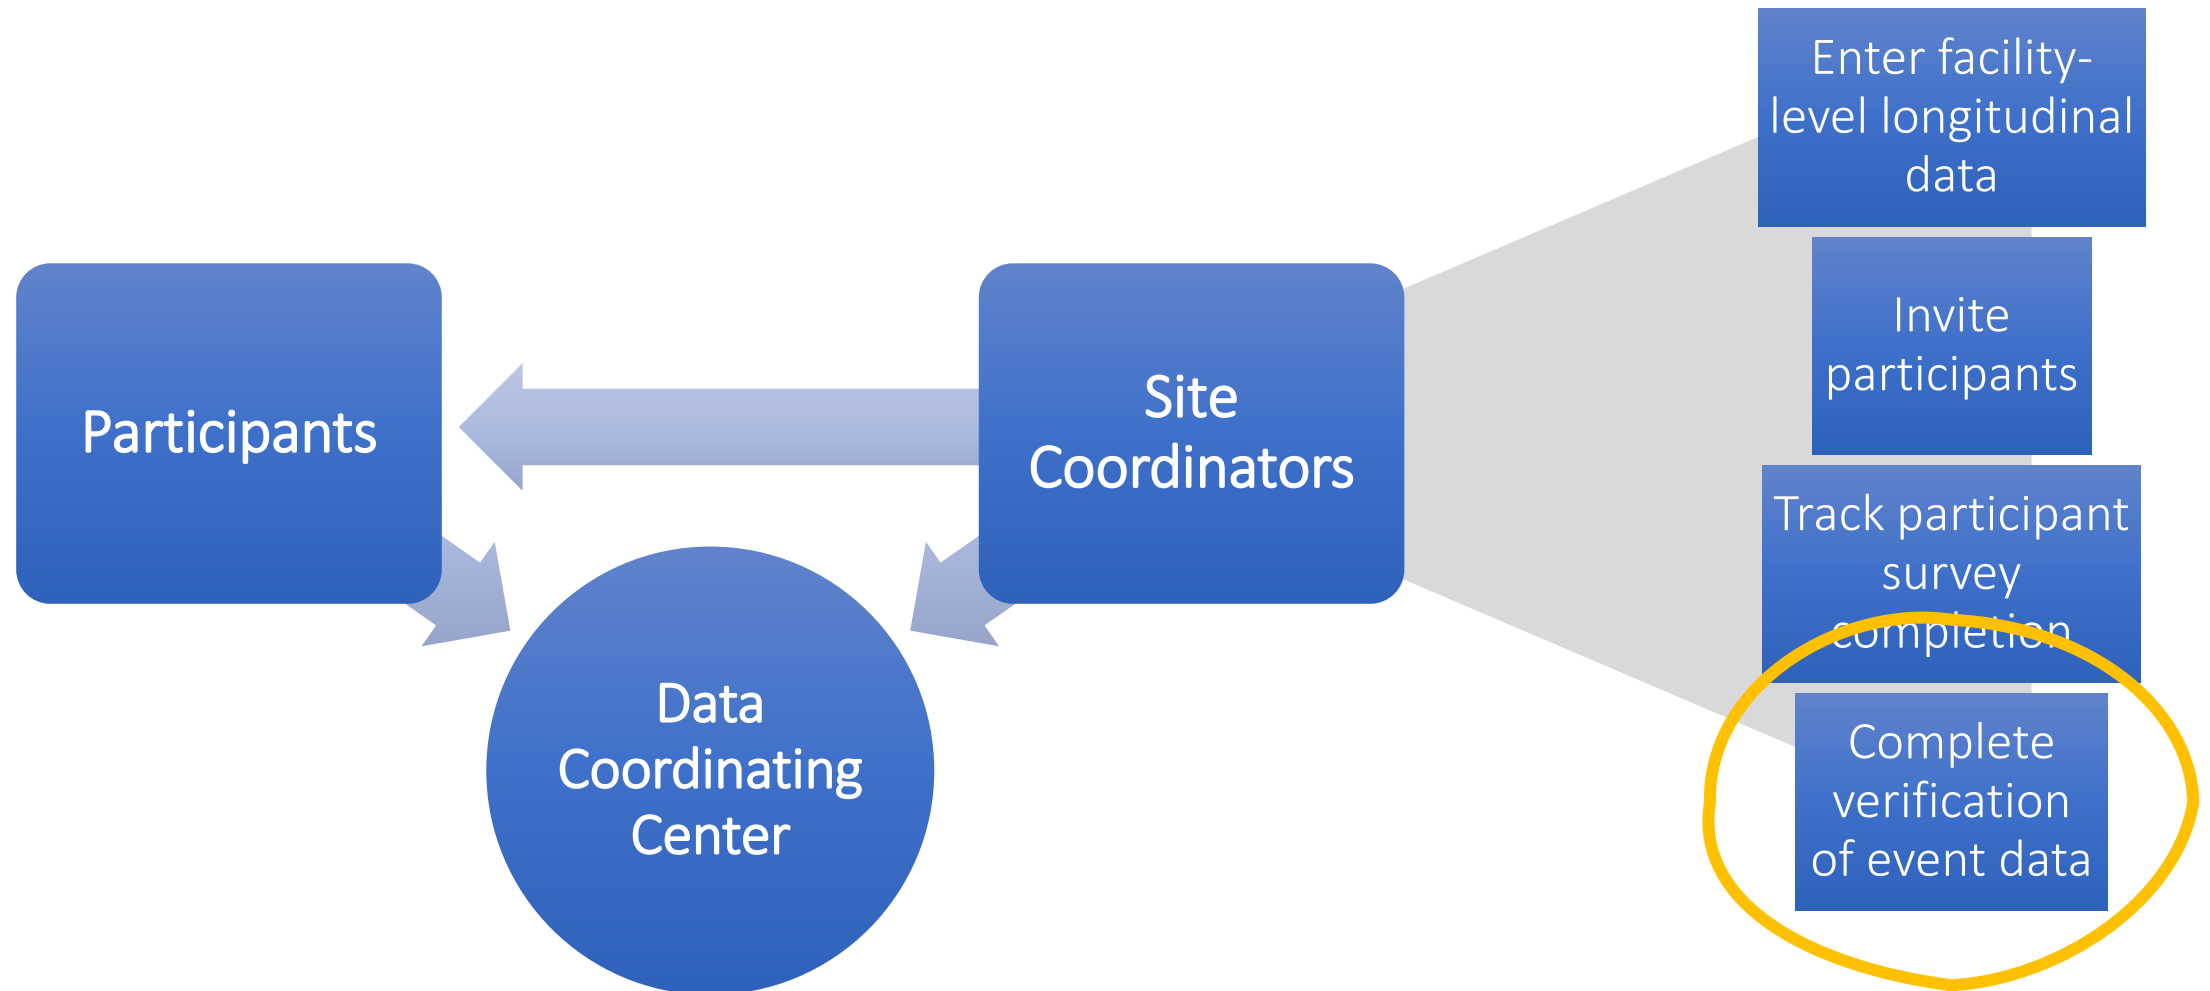 Participants
Site
Coordinators
Data
Coordinating
Center
Enter facility-
level longitudinal
data
Invite
participants
Track participant
survey
completion
Complete
verification
of event data